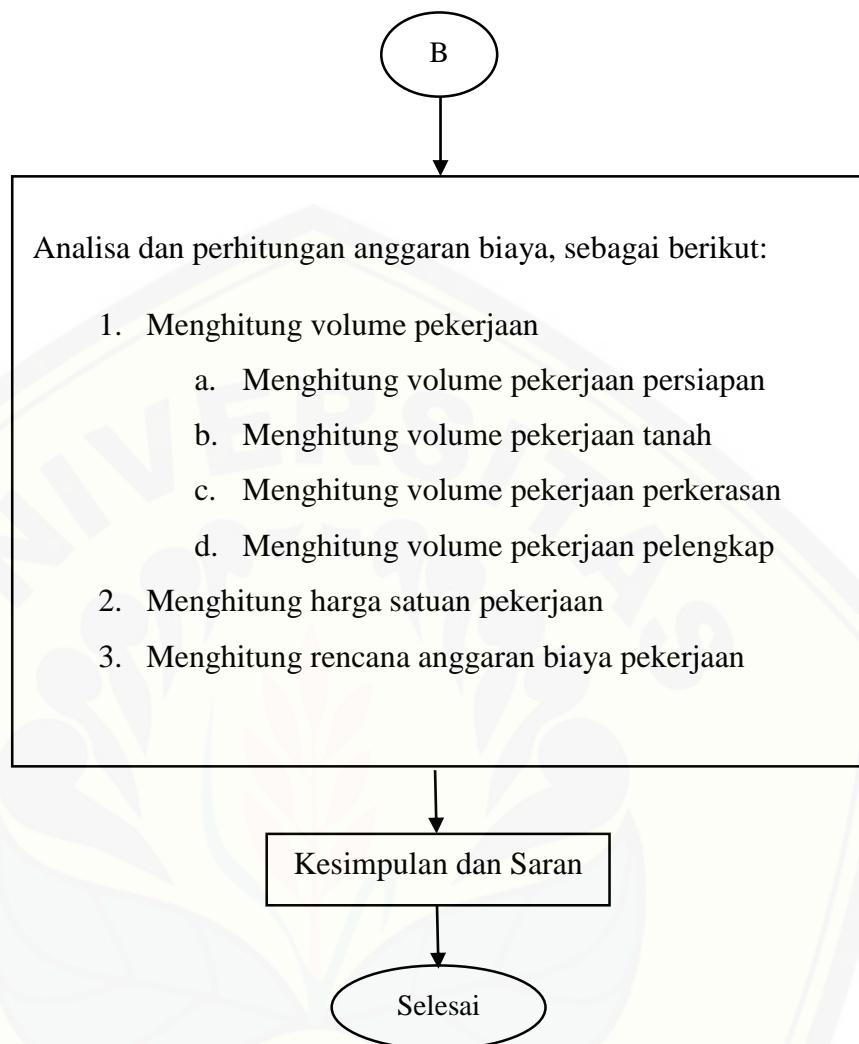 B
Analisa dan perhitungan anggaran biaya, sebagai berikut:
1. Menghitung volume pekerjaan
a. Menghitung volume pekerjaan persiapan
b. Menghitung volume pekerjaan tanah
c. Menghitung volume pekerjaan perkerasan
d. Menghitung volume pekerjaan pelengkap
2. Menghitung harga satuan pekerjaan
3. Menghitung rencana anggaran biaya pekerjaan
Kesimpulan dan Saran
Selesai
NIVERSITAS